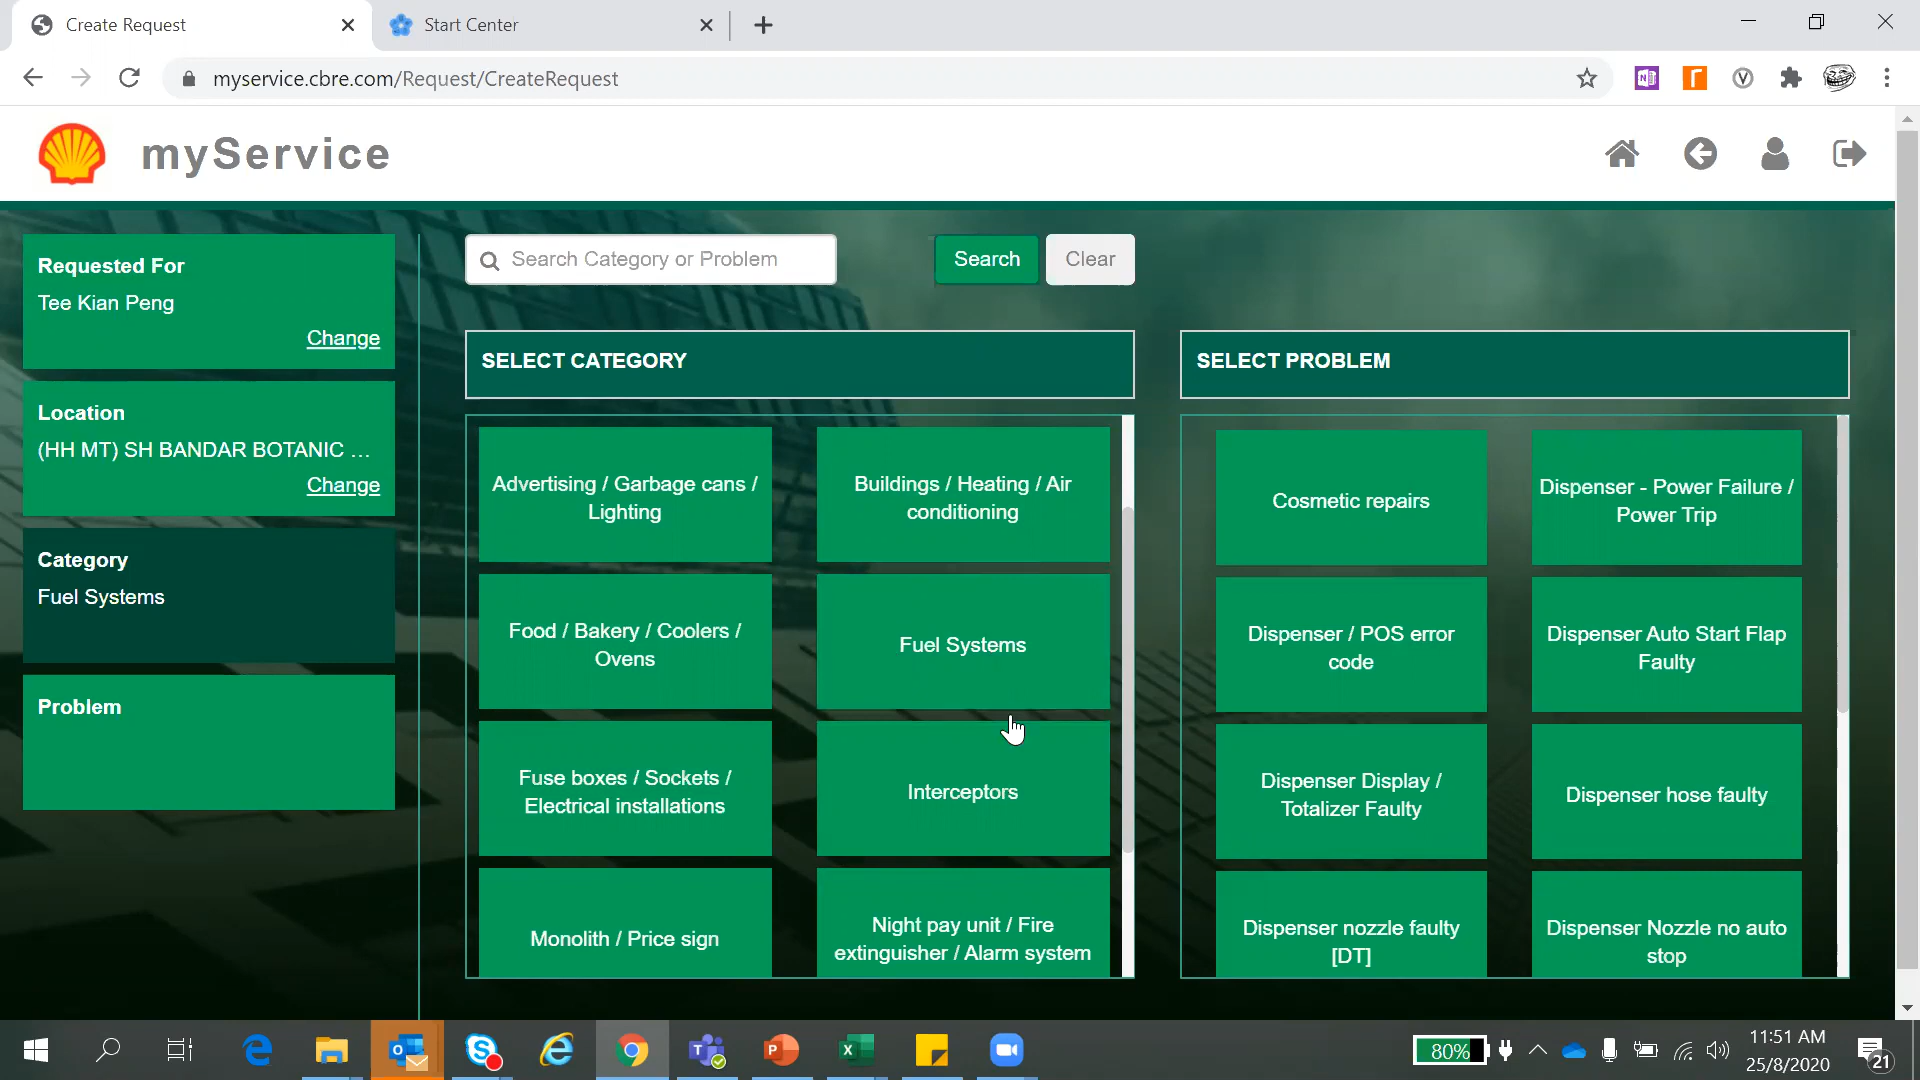 Create Request
Start Center
myservice.cbre.com/Request/CreateRequest
myService
Requested For
Tee Kian Peng
Change
Location
(HH MT) SH BANDAR BOTANIC ...
Change
Category
Fuel Systems
Problem
Search Category or Problem
Search
Clear
SELECT CATEGORY
Advertising / Garbage cans /
Lighting
Buildings / Heating / Air
conditioning
Food / Bakery / Coolers /
Ovens
Fuel Systems
Fuse boxes / Sockets /
Electrical installations
Interceptors
Monolith / Price sign
Night pay unit / Fire
extinguisher / Alarm system
SELECT PROBLEM
Cosmetic repairs
Dispenser - Power Failure /
Power Trip
Dispenser / POS error
code
Dispenser Auto Start Flap
Faulty
Dispenser Display /
Totalizer Faulty
Dispenser hose faulty
Dispenser nozzle faulty
[DT]
Dispenser Nozzle no auto
stop
80%
11:51 AM
25/8/2020
21